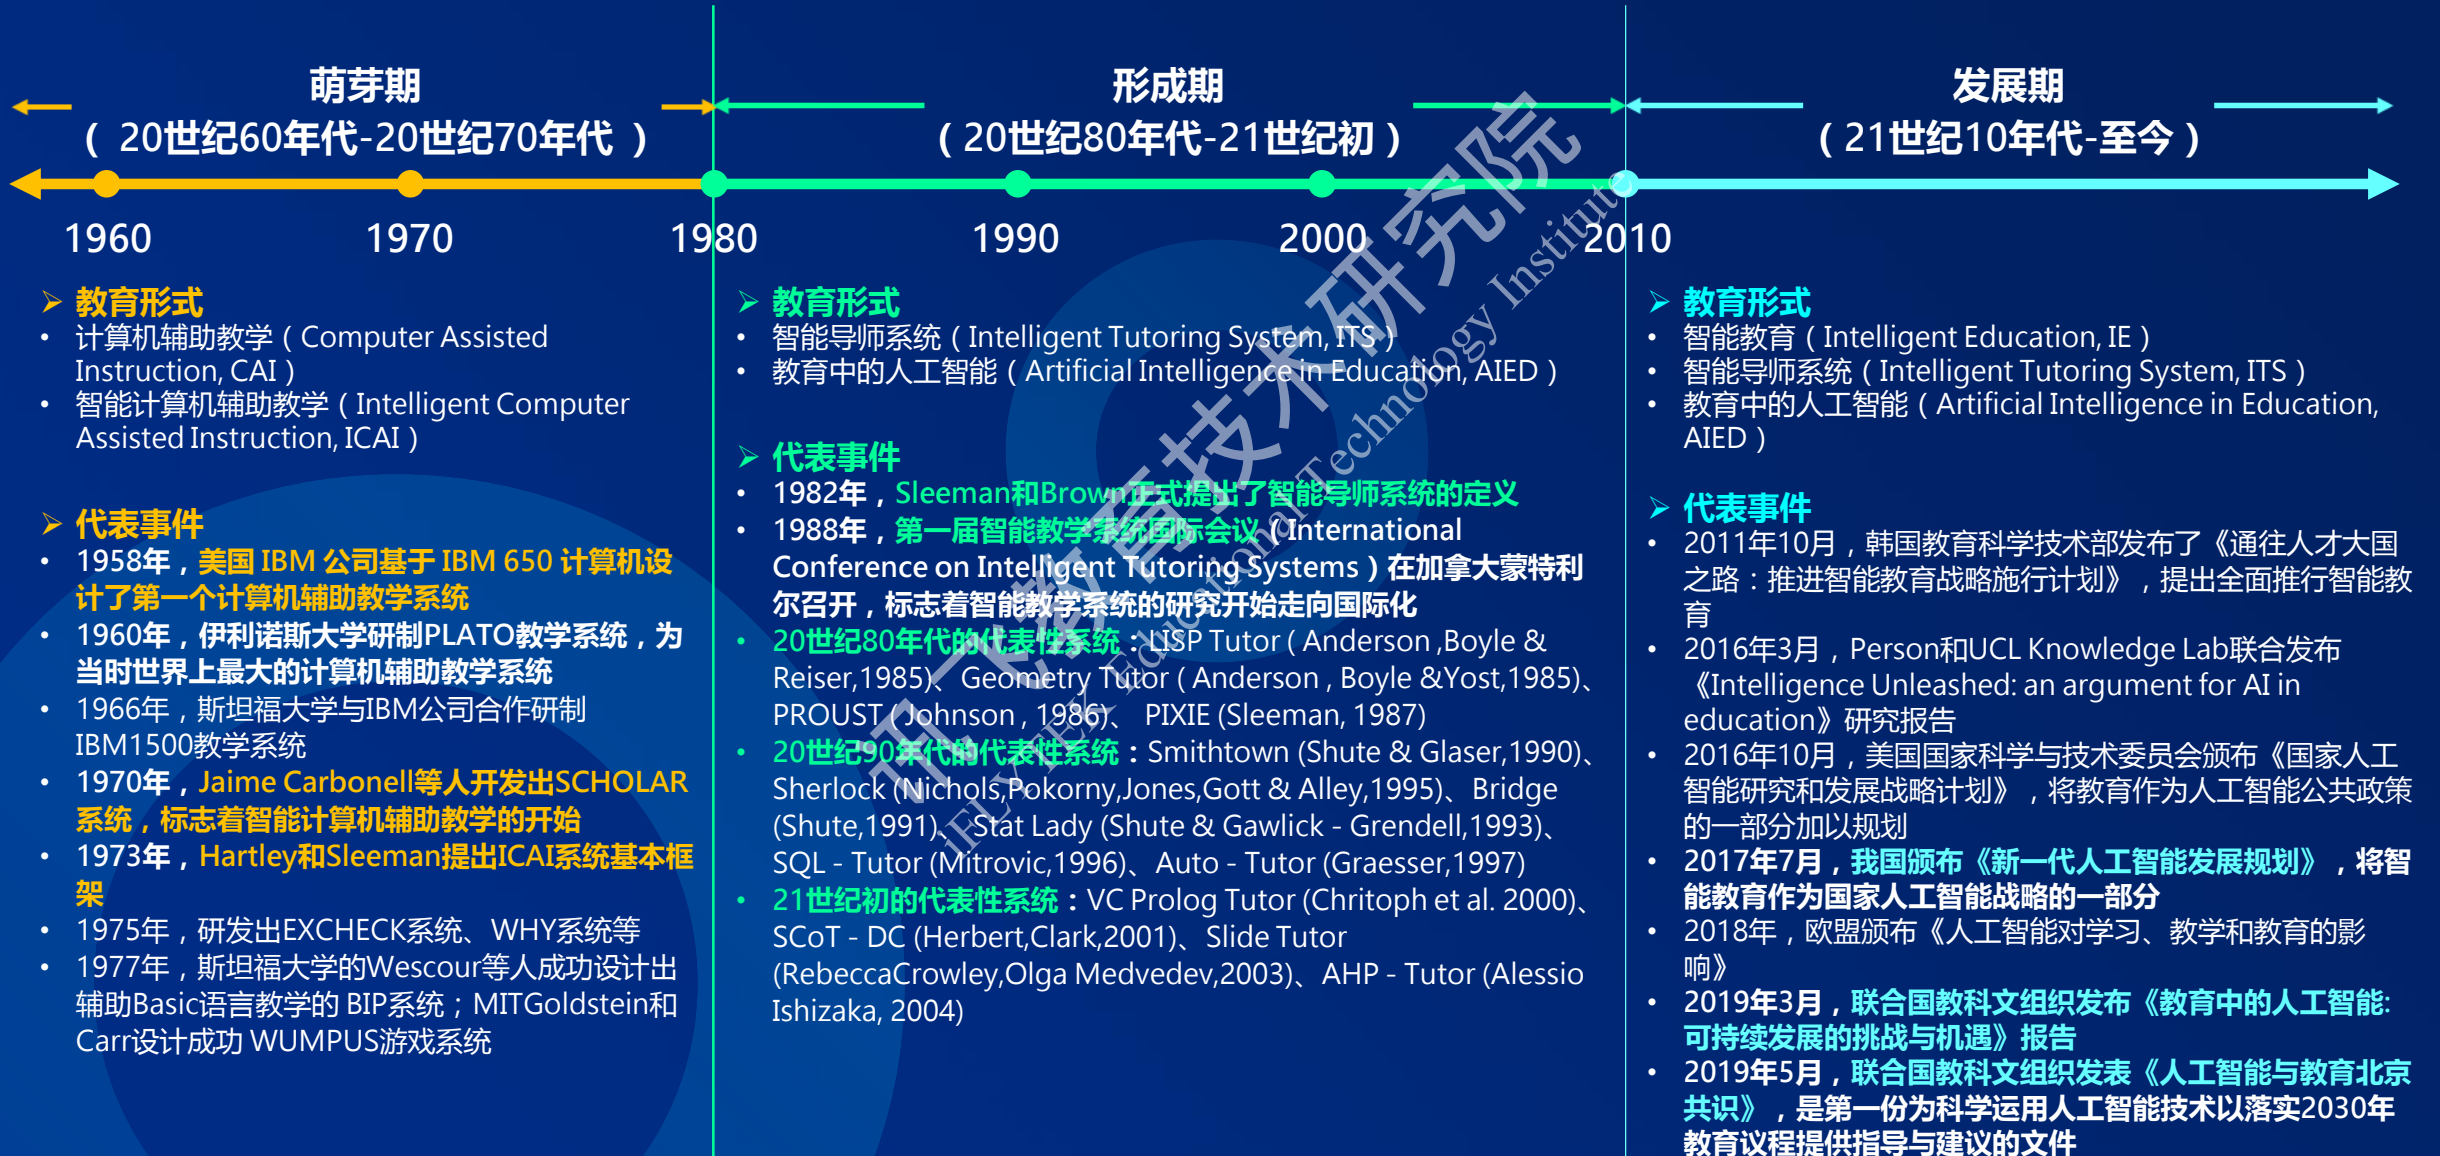 萌芽期
（ 20世纪60年代-20世纪70年代 ）
形成期
（20世纪80年代-21世纪初）
发展期
（21世纪10年代-至今）
1960
1970
1980
1990
2000
2010
➢ 教育形式
• 计算机辅助教学（Computer Assisted
Instruction, CAI）
• 智能计算机辅助教学（Intelligent Computer
Assisted Instruction, ICAI）
➢ 代表事件
• 1958年，美国 IBM 公司基于 IBM 650 计算机设
计了第一个计算机辅助教学系统
• 1960年，伊利诺斯大学研制PLATO教学系统，为
当时世界上最大的计算机辅助教学系统
• 1966年，斯坦福大学与IBM公司合作研制
IBM1500教学系统
• 1970年，Jaime Carbonell等人开发出SCHOLAR
系统，标志着智能计算机辅助教学的开始
• 1973年，Hartley和Sleeman提出ICAI系统基本框
架
• 1975年，研发出EXCHECK系统、WHY系统等
• 1977年，斯坦福大学的Wescour等人成功设计出
辅助Basic语言教学的 BIP系统；MITGoldstein和
Carr设计成功 WUMPUS游戏系统
➢ 教育形式
• 智能导师系统（Intelligent Tutoring System, ITS）
• 教育中的人工智能（Artificial Intelligence in Education, AIED）
➢ 代表事件
• 1982年，Sleeman和Brown正式提出了智能导师系统的定义
• 1988年，第一届智能教学系统国际会议（International
Conference on Intelligent Tutoring Systems）在加拿大蒙特利
尔召开，标志着智能教学系统的研究开始走向国际化
• 20世纪80年代的代表性系统：LISP Tutor ( Anderson ,Boyle &
Reiser,1985)、Geometry Tutor ( Anderson , Boyle &Yost,1985)、
PROUST ( Johnson , 1986)、 PIXIE (Sleeman, 1987)
• 20世纪90年代的代表性系统：Smithtown (Shute & Glaser,1990)、
Sherlock (Nichols,Pokorny,Jones,Gott & Alley,1995)、Bridge
(Shute,1991)、 Stat Lady (Shute & Gawlick - Grendell,1993)、
SQL - Tutor (Mitrovic,1996)、Auto - Tutor (Graesser,1997)
• 21世纪初的代表性系统：VC Prolog Tutor (Chritoph et al. 2000)、
SCoT - DC (Herbert,Clark,2001)、Slide Tutor
(RebeccaCrowley,Olga Medvedev,2003)、AHP - Tutor (Alessio
Ishizaka, 2004)
➢ 教育形式
• 智能教育（Intelligent Education, IE）
• 智能导师系统（Intelligent Tutoring System, ITS）
• 教育中的人工智能（Artificial Intelligence in Education,
AIED）
➢ 代表事件
• 2011年10月，韩国教育科学技术部发布了《通往人才大国
之路：推进智能教育战略施行计划》，提出全面推行智能教
育
• 2016年3月，Person和UCL Knowledge Lab联合发布
《Intelligence Unleashed: an argument for AI in
education》研究报告
• 2016年10月，美国国家科学与技术委员会颁布《国家人工
智能研究和发展战略计划》，将教育作为人工智能公共政策
的一部分加以规划
• 2017年7月，我国颁布《新一代人工智能发展规划》，将智
能教育作为国家人工智能战略的一部分
• 2018年，欧盟颁布《人工智能对学习、教学和教育的影
响》
• 2019年3月，联合国教科文组织发布《教育中的人工智能:
可持续发展的挑战与机遇》报告
• 2019年5月，联合国教科文组织发表《人工智能与教育北京
共识》，是第一份为科学运用人工智能技术以落实2030年
教育议程提供指导与建议的文件
讯飞教育技术研究院
iFLYTEK Educational Technology Institute